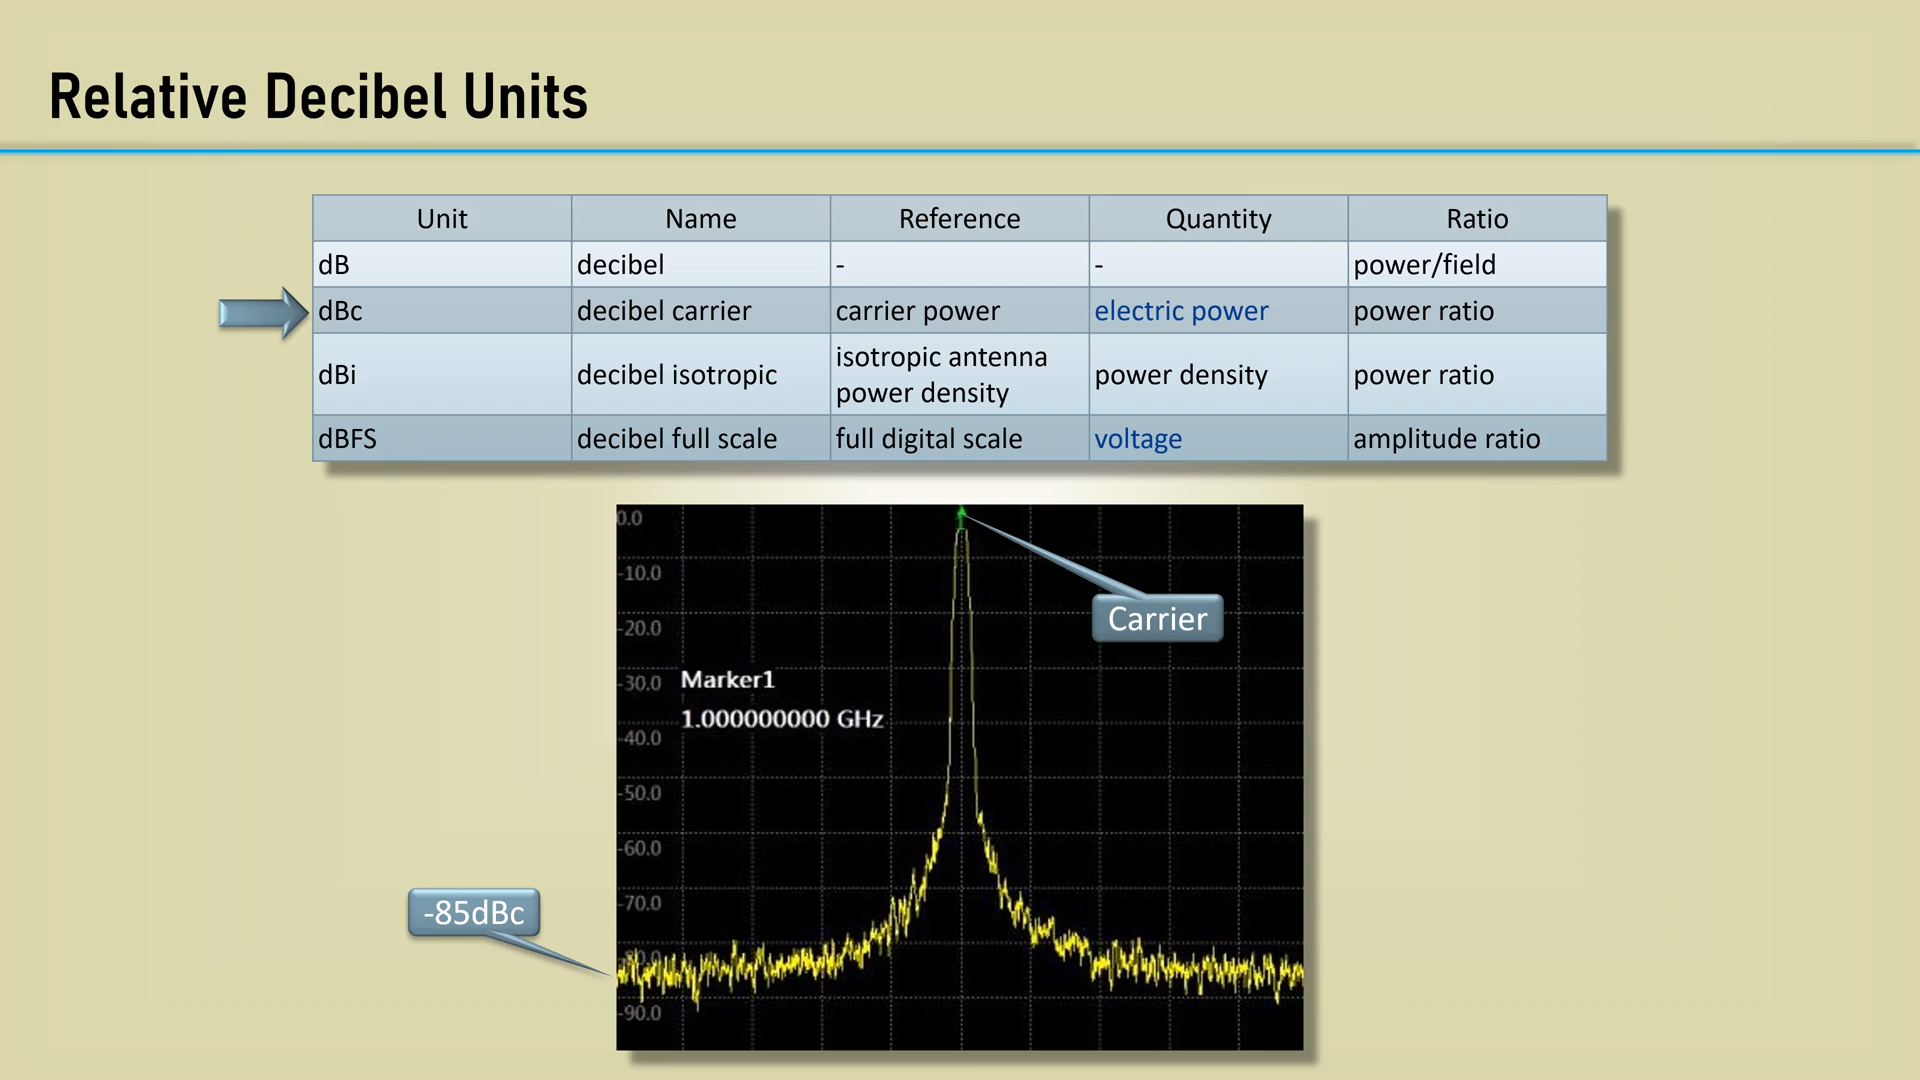 Relative Decibel Units
Unit Name Reference Quantity Ratio
dB decibel - - power/field
dBc decibel carrier carrier power electric power power ratio
dBi decibel isotropic isotropic antenna power density power density power ratio
dBFS decibel full scale full digital scale voltage amplitude ratio
0.0
-10.0
Carrier
-20.0
-30.0 Marker1
1.000000000 GHz
-40.0
-50.0
-60.0
-70.0
-85dBc
-90.0